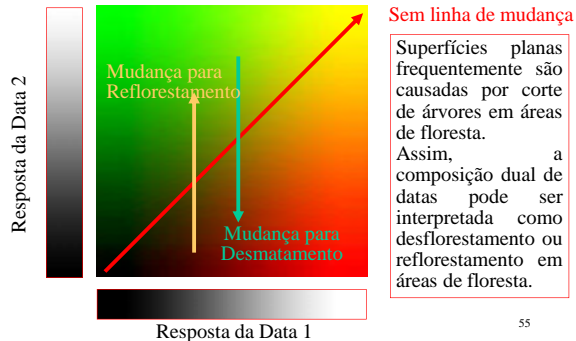 Sem linha de mudança
Resposta da Data 2
Mudança para
Reflorestamento
Mudança para
Desmatamento
Resposta da Data 1
Superfícies planas
frequentemente são
causadas por corte
de árvores em áreas
de floresta.
Assim, a
composição dual de
datas pode ser
interpretada como
desflorestamento ou
reflorestamento em
áreas de floresta.
55